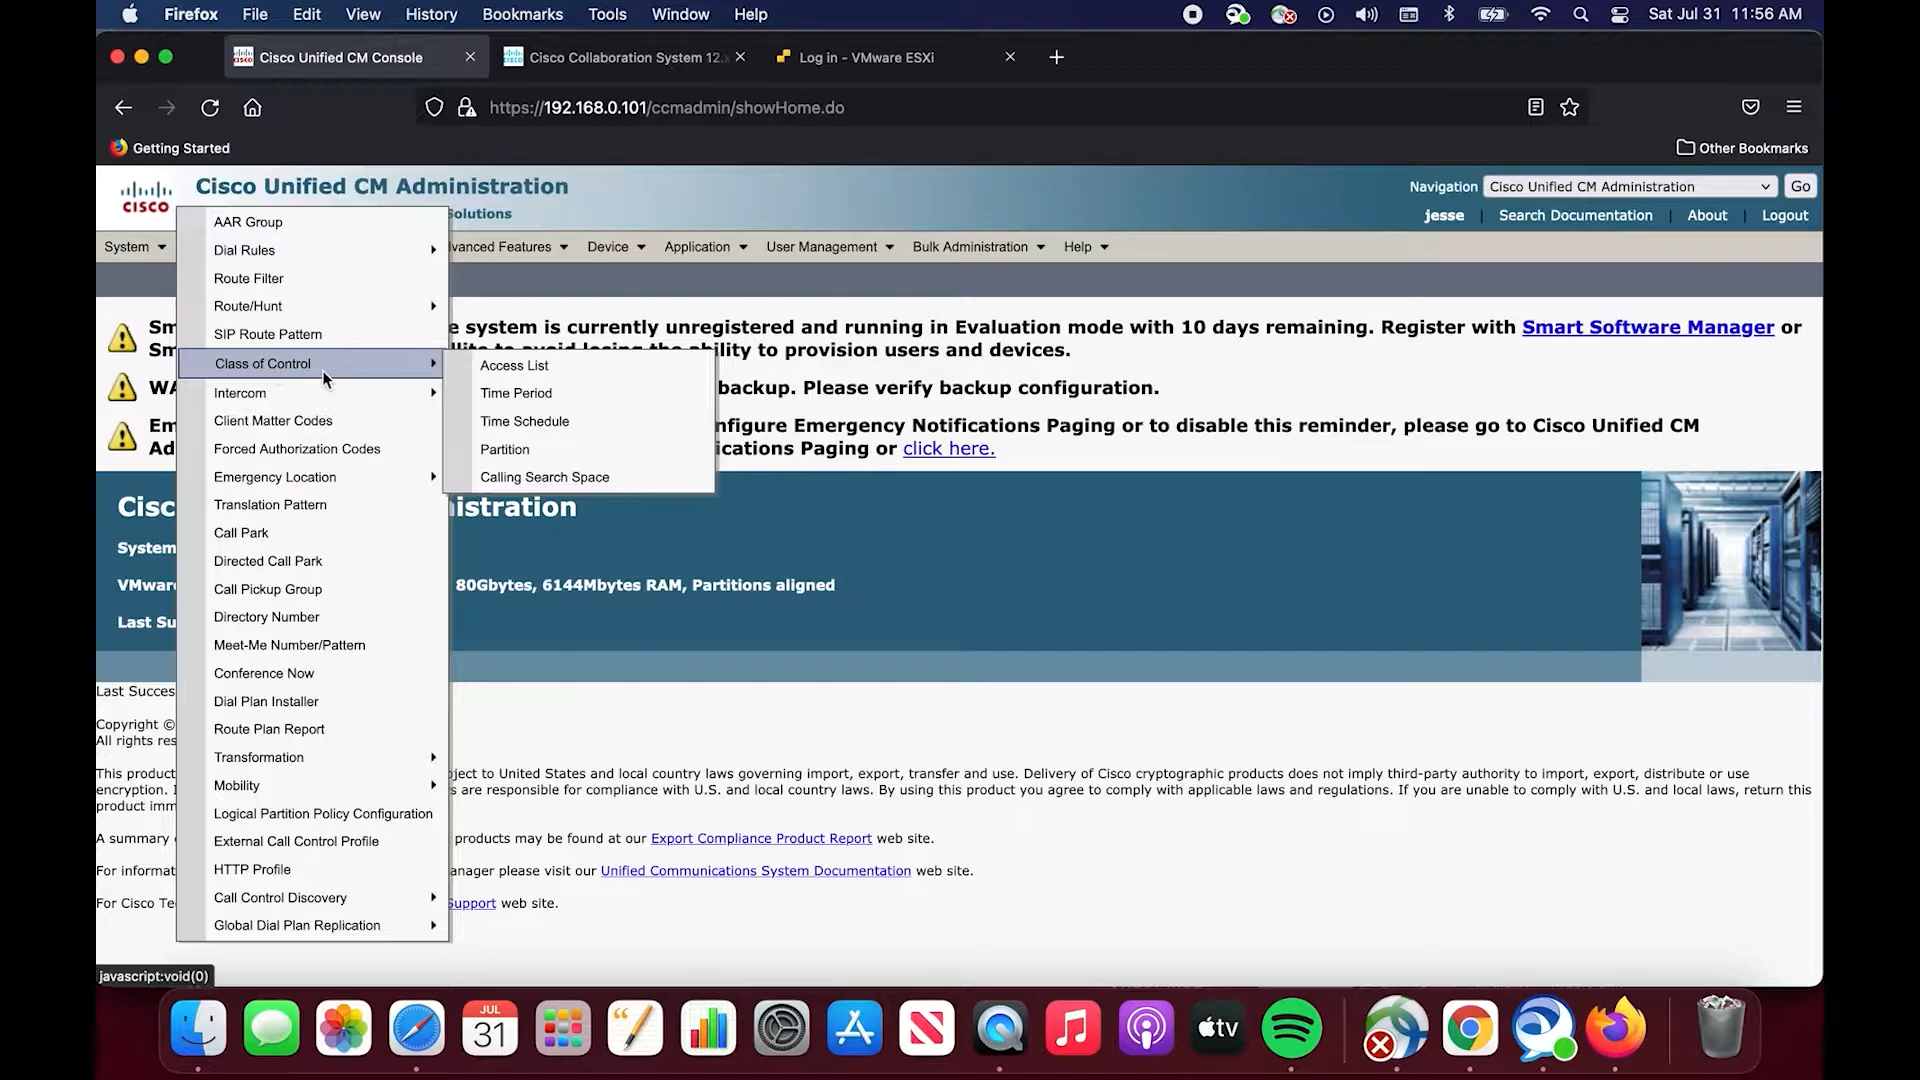 Firefox File Edit View History Bookmarks Tools Window Help Sat Jul 31 11:56 AM
Cisco Unified CM Console Cisco Collaboration System 12. Log in - VMware ESXi
https://192.168.0.101/ccmadmin/showHome.do
Getting Started Other Bookmarks
CISCO Cisco Unified CM Administration Navigation Cisco Unified CM Administration Go
Solutions jesse | Search Documentation | About | Logout
System vanced Features Device Application User Management Bulk Administration Help
AAR Group
Dial Rules
Route Filter
Route/Hunt
SIP Route Pattern
Class of Control
Intercom
Client Matter Codes
Forced Authorization Codes
Emergency Location
Translation Pattern
Call Park
Directed Call Park
Call Pickup Group
Directory Number
Meet-Me Number/Pattern
Conference Now
Dial Plan Installer
Route Plan Report
Transformation
Mobility
Logical Partition Policy Configuration
External Call Control Profile
HTTP Profile
Call Control Discovery
Global Dial Plan Replication
Access List
Time Period
Time Schedule
Partition
Calling Search Space
Sm e system is currently unregistered and running in Evaluation mode with 10 days remaining. Register with Smart Software Manager or
Sm to avoid losing the ability to provision users and devices.
WA backup. Please verify backup configuration.
Em nfigure Emergency Notifications Paging or to disable this reminder, please go to Cisco Unified CM
Ad ications Paging or click here.
Cisc istration
System
VMwar 80Gbytes, 6144Mbytes RAM, Partitions aligned
Last Su
Last Succes
Copyright ©
All rights res
This product ject to United States and local country laws governing import, export, transfer and use. Delivery of Cisco cryptographic products does not imply third-party authority to import, export, distribute or use
encryption. I s are responsible for compliance with U.S. and local country laws. By using this product you agree to comply with applicable laws and regulations. If you are unable to comply with U.S. and local laws, return this
product imm
A summary products may be found at our Export Compliance Product Report web site.
For informat anager please visit our Unified Communications System Documentation web site.
For Cisco Te Support web site.
javascript:void(0)
JUL
31
tv